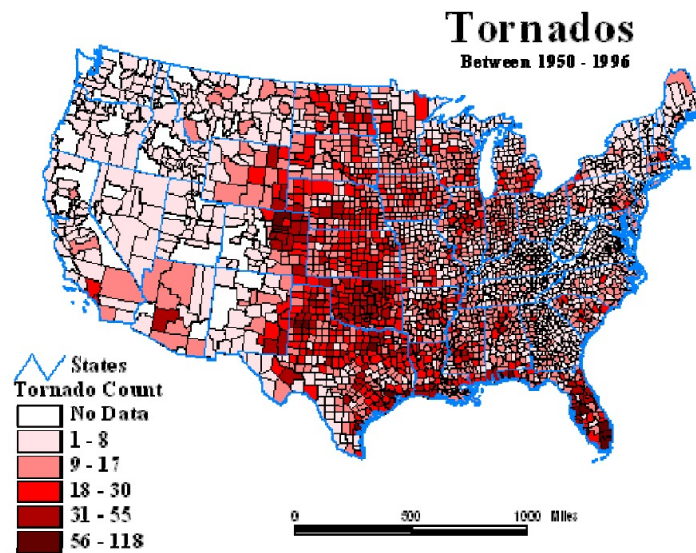 Tornados
Between 1950 - 1996
States
Tornado Count
No Data
1 - 8
9 - 17
18 - 30
31 - 55
56 - 118
0 500 1000 Miles